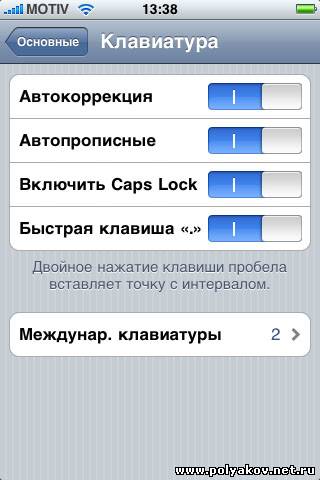 MOTIV 13:38
Основные Клавиатура
Автокоррекция
Автопрописные
Включить Caps Lock
Быстрая клавиша «.»
Двойное нажатие клавиши пробела
вставляет точку с интервалом.
Междунар. клавиатуры 2
www.polyakov.net.ru